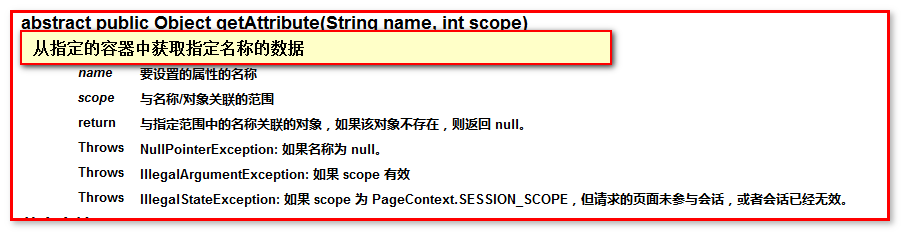 abstract public Object getAttribute(String name, int scope)
从指定的容器中获取指定名称的数据
name 要设置的属性的名称
scope 与名称/对象关联的范围
return 与指定范围中的名称关联的对象，如果该对象不存在，则返回 null。
Throws NullPointerException: 如果名称为 null。
Throws IllegalArgumentException: 如果 scope 有效
Throws IllegalStateException: 如果 scope 为 PageContext.SESSION_SCOPE，但请求的页面未参与会话，或者会话已经无效。